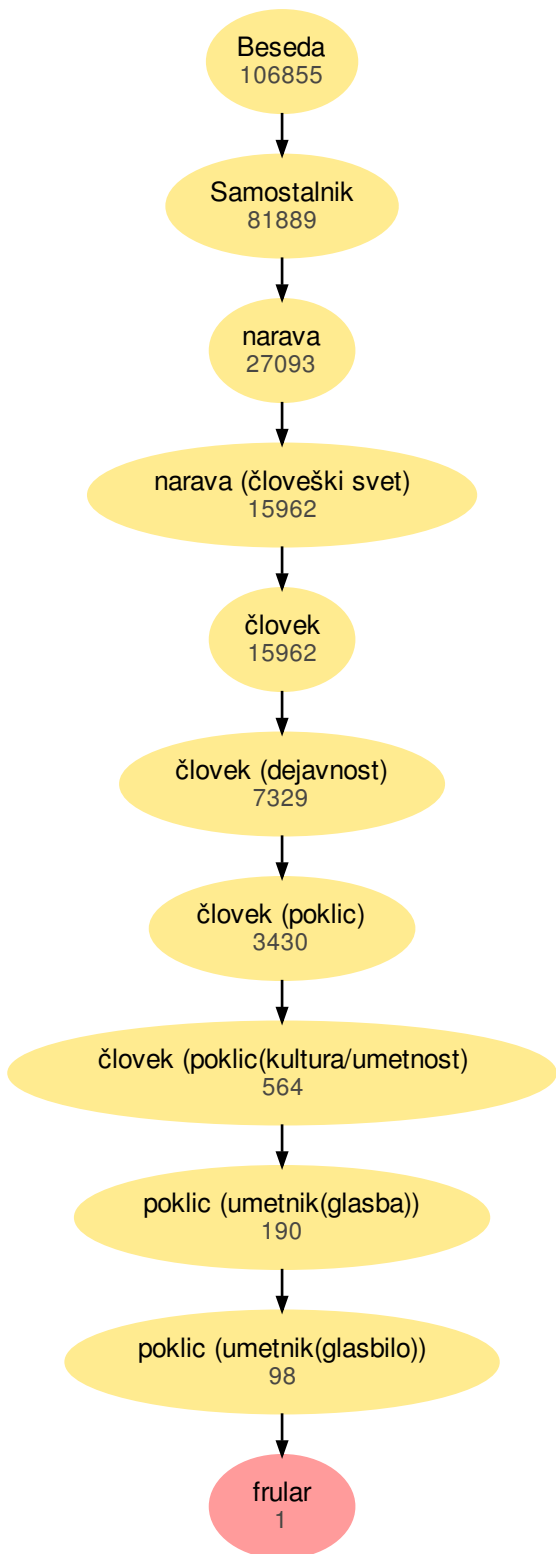 Beseda
106855
Samostalnik
81889
narava
27093
narava (človeški svet)
15962
človek
15962
človek (dejavnost)
7329
človek (poklic)
3430
človek (poklic(kultura/umetnost)
564
poklic (umetnik(glasba))
190
poklic (umetnik(glasbilo))
98
frular
1